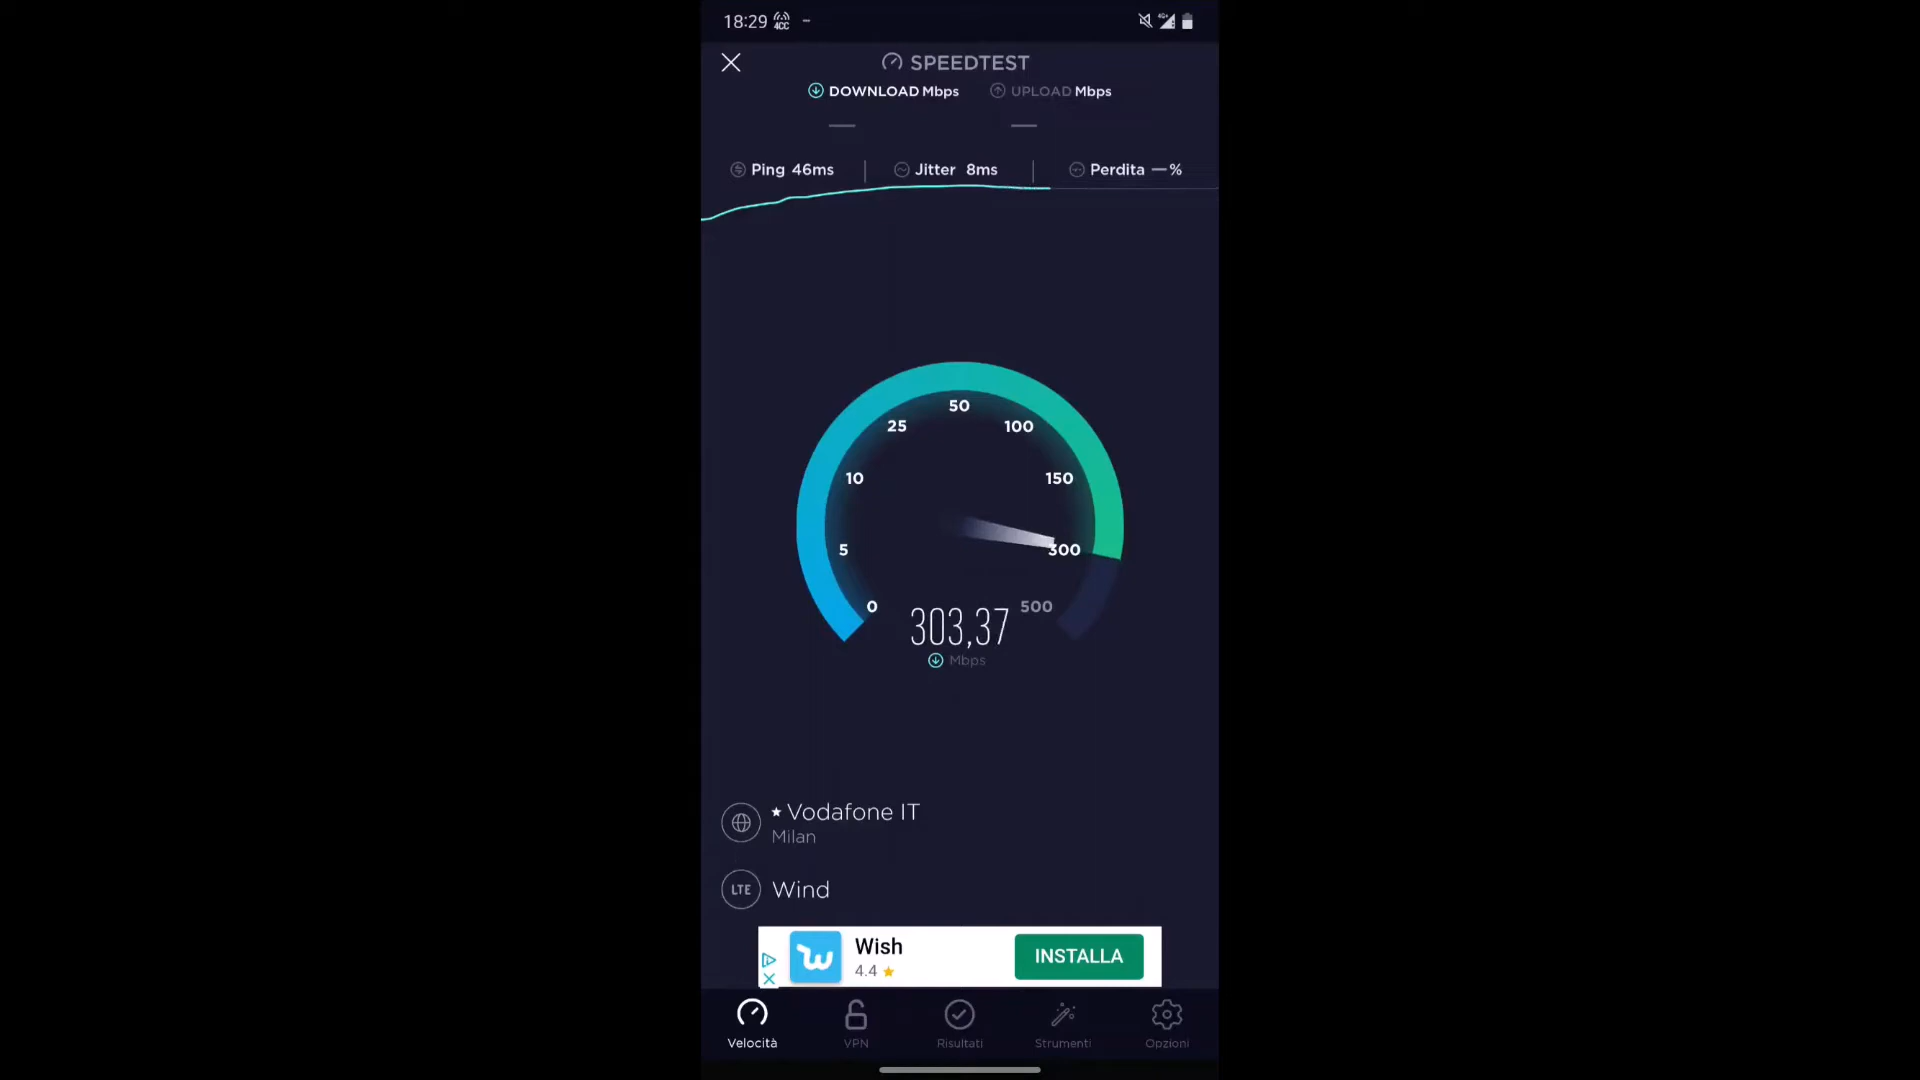 18:29 4CC
SPEEDTEST
DOWNLOAD Mbps UPLOAD Mbps
— —
Ping 46ms Jitter 8ms Perdita —%
50
25 100
10 150
5 300
0 500
303,37
Mbps
★ Vodafone IT
Milan
LTE Wind
Wish
4.4 ★
INSTALLA
Velocità VPN Risultati Strumenti Opzioni